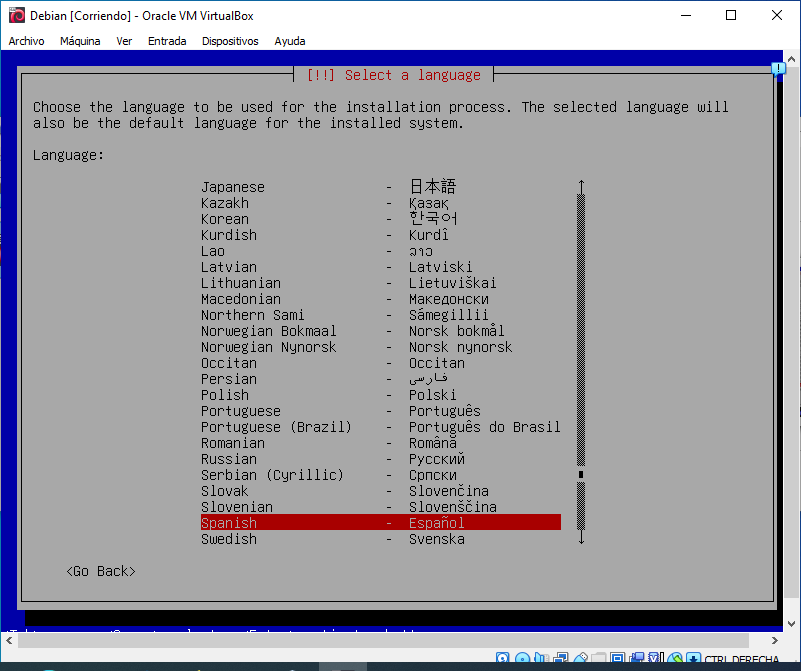 Debian [Corriendo] - Oracle VM VirtualBox
Archivo Máquina Ver Entrada Dispositivos Ayuda
[!!] Select a language
Choose the language to be used for the installation process. The selected language will
also be the default language for the installed system.
Language:
Japanese - 日本語
Kazakh - Қазақ
Korean - 한국어
Kurdish - Kurdî
Lao - ລາວ
Latvian - Latviski
Lithuanian - Lietuviškai
Macedonian - Македонски
Northern Sami - Sámegillii
Norwegian Bokmaal - Norsk bokmål
Norwegian Nynorsk - Norsk nynorsk
Occitan - Occitan
Persian - فارسی
Polish - Polski
Portuguese - Português
Portuguese (Brazil) - Português do Brasil
Romanian - Română
Russian - Русский
Serbian (Cyrillic) - Српски
Slovak - Slovenčina
Slovenian - Slovenščina
Spanish - Español
Swedish - Svenska
<Go Back>
CTRL DERECHA